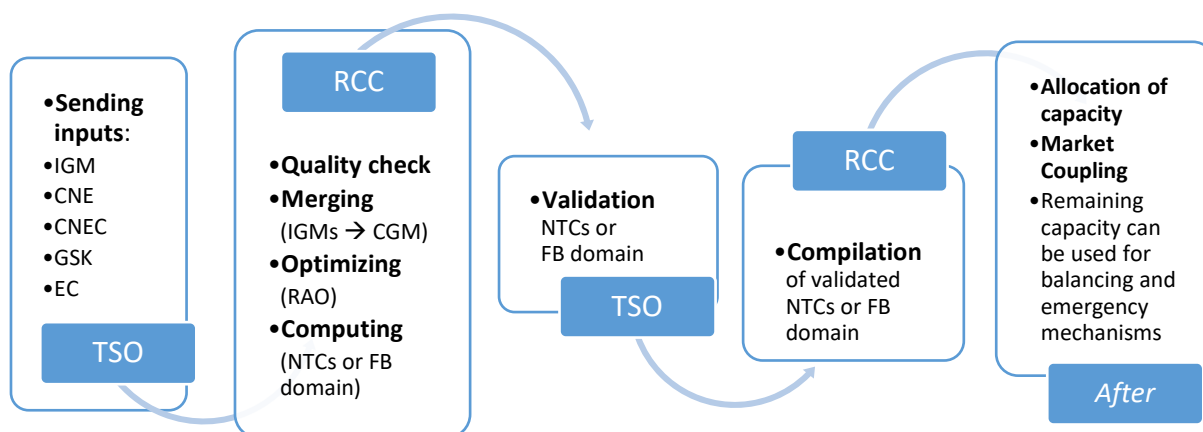 •Sending
inputs:
•IGM
•CNE
•CNEC
•GSK
•EC
TSO
RCC
•Quality check
•Merging
(IGMs → CGM)
•Optimizing
(RAO)
•Computing
(NTCs or FB
domain)
•Validation
NTCs or
FB domain
TSO
RCC
•Compilation
of validated
NTCs or FB
domain
•Allocation of
capacity
•Market
Coupling
•Remaining
capacity can
be used for
balancing and
emergency
mechanisms
After